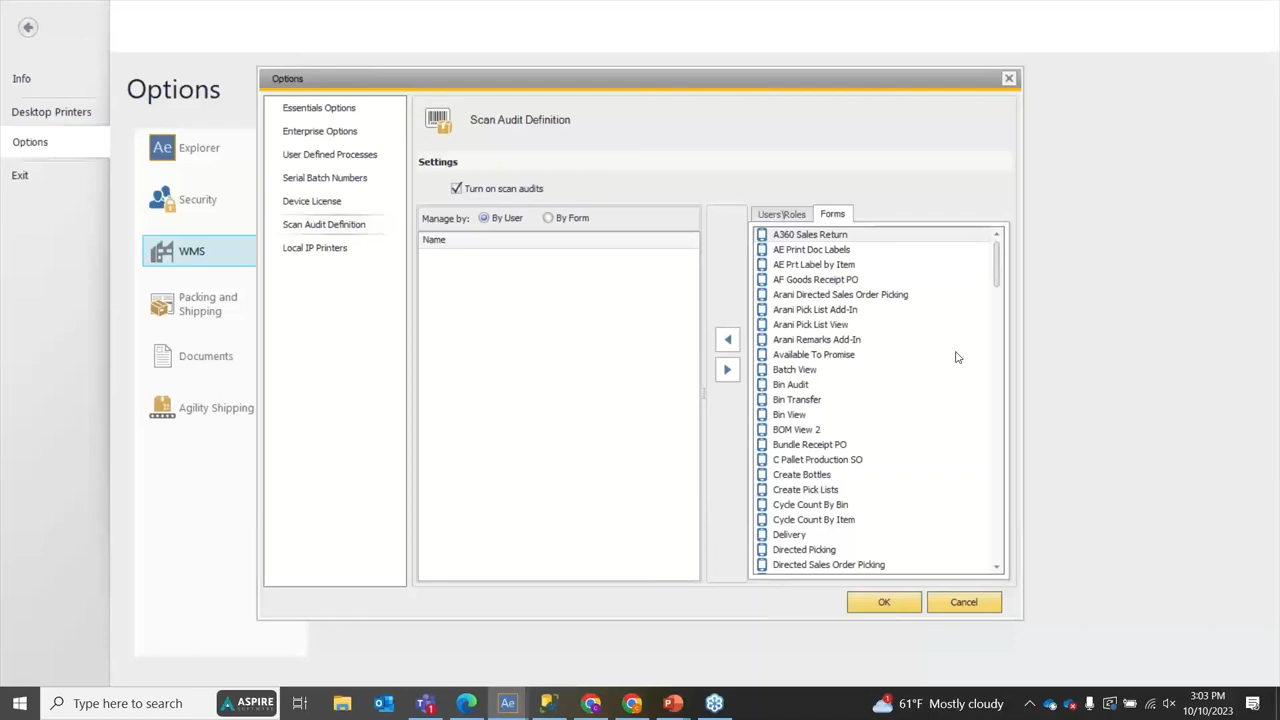 Info
Desktop Printers
Options
Exit
Options
Ae Explorer
Security
WMS
Packing and
Shipping
Documents
Agility Shipping
Options
Essentials Options
Enterprise Options
User Defined Processes
Serial Batch Numbers
Device License
Scan Audit Definition
Local IP Printers
Scan Audit Definition
Settings
Turn on scan audits
Manage by: By User By Form
Name
Users\Roles Forms
A360 Sales Return
AE Print Doc Labels
AE Prt Label by Item
AF Goods Receipt PO
Arani Directed Sales Order Picking
Arani Pick List Add-In
Arani Pick List View
Arani Remarks Add-In
Available To Promise
Batch View
Bin Audit
Bin Transfer
Bin View
BOM View 2
Bundle Receipt PO
C Pallet Production SO
Create Bottles
Create Pick Lists
Cycle Count By Bin
Cycle Count By Item
Delivery
Directed Picking
Directed Sales Order Picking
OK Cancel
Type here to search
ASPIRE
SOFTWARE
Ae
1
61°F Mostly cloudy
3:03 PM
10/10/2023